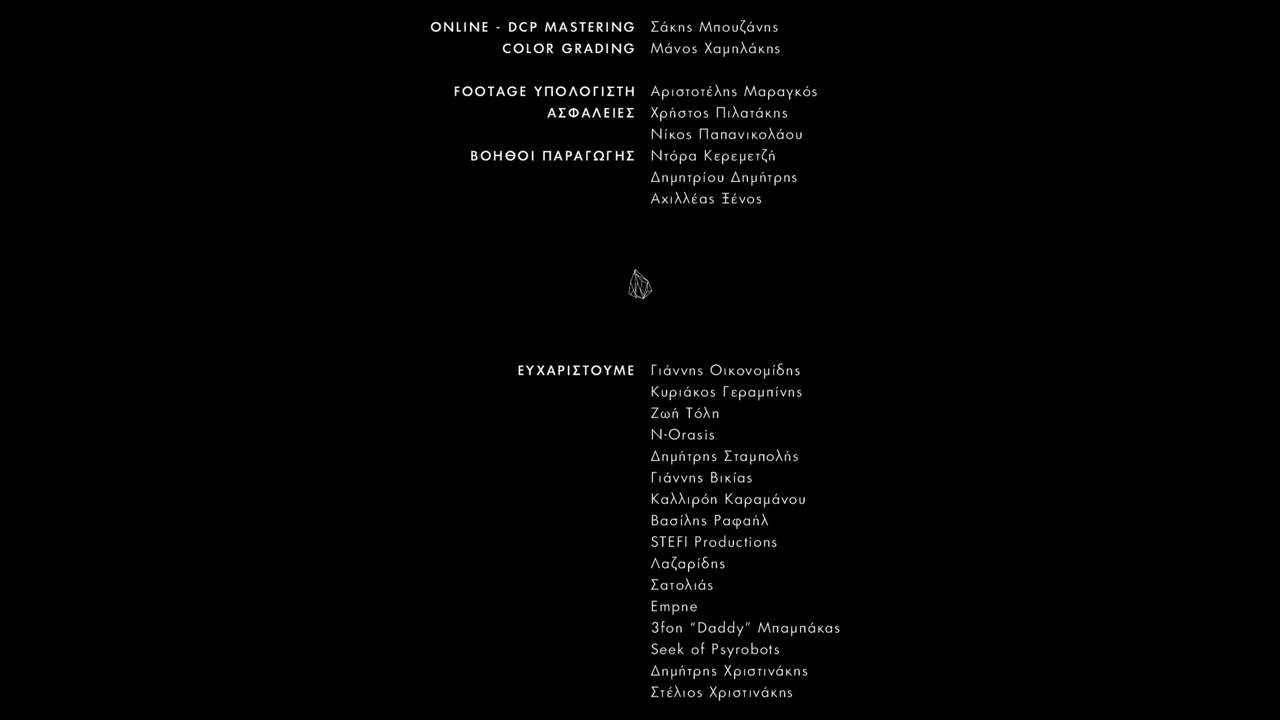 ONLINE - DCP MASTERING Σάκης Μπουζάνης
COLOR GRADING Μάνος Χαμηλάκης
FOOTAGE ΥΠΟΛΟΓΙΣΤΗ Αριστοτέλης Μαραγκός
ΑΣΦΑΛΕΙΕΣ Χρήστος Πιλατάκης
Νίκος Παπανικολάου
ΒΟΗΘΟΙ ΠΑΡΑΓΩΓΗΣ Ντόρα Κερεμετζή
Δημητρίου Δημήτρης
Αχιλλέας Ξένος
ΕΥΧΑΡΙΣΤΟΥΜΕ Γιάννης Οικονομίδης
Κυριάκος Γεραμπίνης
Ζωή Τόλη
N-Orasis
Δημήτρης Σταμπολής
Γιάννης Βικίας
Καλλιρόη Καραμάνου
Βασίλης Ραφαήλ
STEFI Productions
Λαζαρίδης
Σατολιάς
Empne
3fon “Daddy” Μπαμπάκας
Seek of Psyrobots
Δημήτρης Χριστινάκης
Στέλιος Χριστινάκης